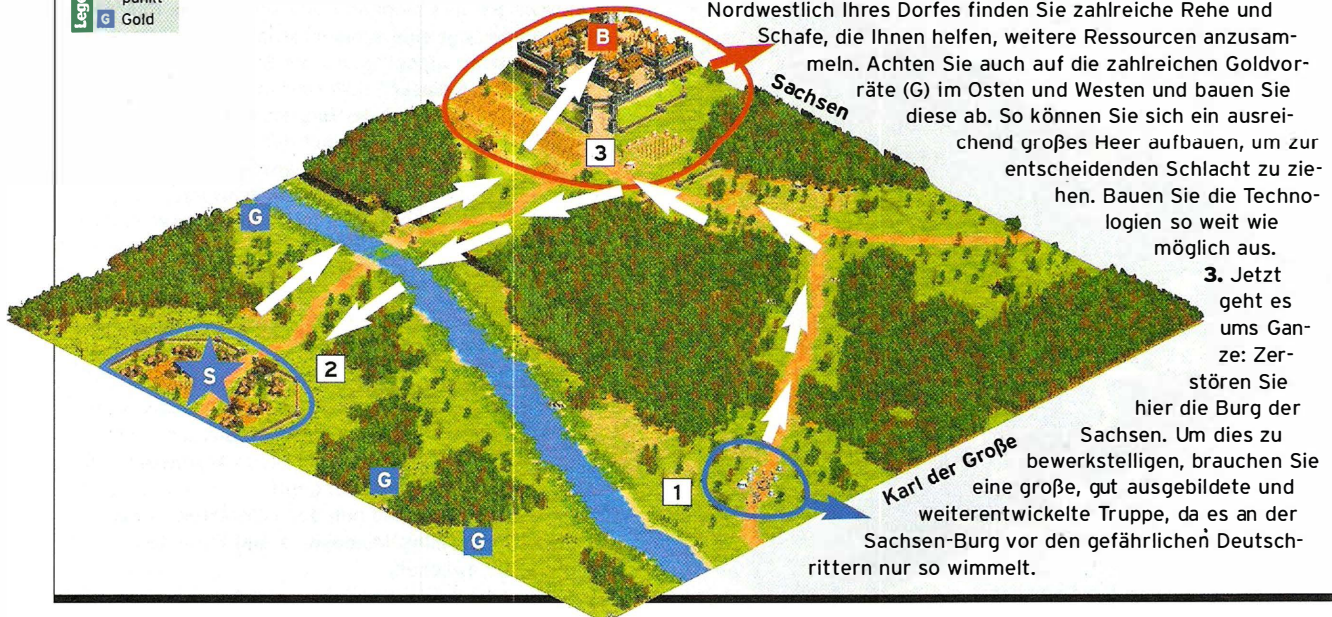 Lege
punkt
G Gold
Nordwestlich Ihres Dorfes finden Sie zahlreiche Rehe und
Schafe, die Ihnen helfen, weitere Ressourcen anzusam-
meln. Achten Sie auch auf die zahlreichen Goldvor-
räte (G) im Osten und Westen und bauen Sie
diese ab. So können Sie sich ein ausrei-
chend großes Heer aufbauen, um zur
entscheidenden Schlacht zu zie-
hen. Bauen Sie die Techno-
logien so weit wie
möglich aus.
3. Jetzt
geht es
ums Gan-
ze: Zer-
stören Sie
hier die Burg der
Sachsen. Um dies zu
bewerkstelligen, brauchen Sie
eine große, gut ausgebildete und
weiterentwickelte Truppe, da es an der
Sachsen-Burg vor den gefährlichen Deutsch-
rittern nur so wimmelt.
B
Sachsen
3
G
S
2
G
G
1
Karl der Große